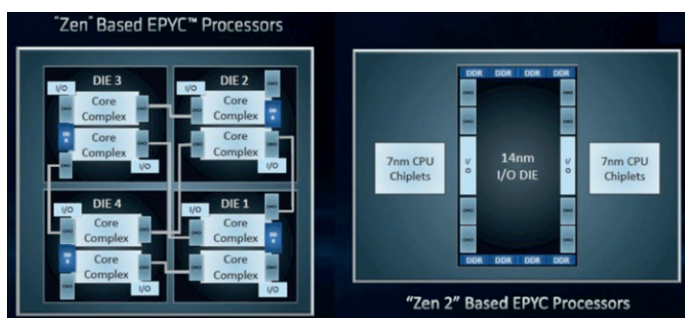 "Zen" Based EPYC™ Processors
DIE 3
I/O
Core
Complex
Core
Complex
I/O
DIE 2
I/O
Core
Complex
Core
Complex
I/O
DIE 4
I/O
Core
Complex
Core
Complex
I/O
DIE 1
I/O
Core
Complex
Core
Complex
I/O
DDR DDR DDR DDR
7nm CPU
Chiplets
I/O
14nm
I/O DIE
I/O
7nm CPU
Chiplets
DDR DDR DDR DDR
"Zen 2" Based EPYC Processors